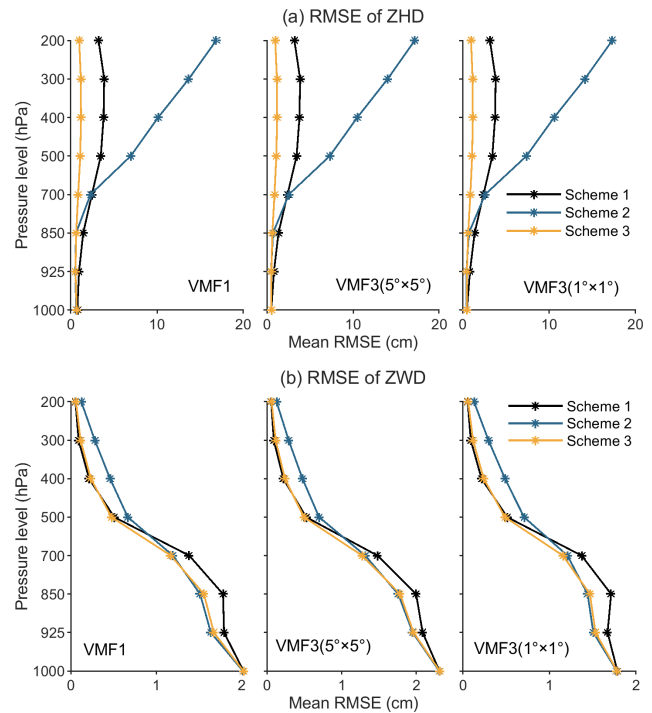 (a) RMSE of ZHD
Pressure level (hPa)
200
300
400
500
700
850
925
1000
VMF1
VMF3(5°×5°)
VMF3(1°×1°)
Scheme 1
Scheme 2
Scheme 3
0 10 20 0 10 20 0 10 20
Mean RMSE (cm)
(b) RMSE of ZWD
Pressure level (hPa)
200
300
400
500
700
850
925
1000
Scheme 1
Scheme 2
Scheme 3
VMF1
VMF3(5°×5°)
VMF3(1°×1°)
0 1 2 0 1 2 0 1 2
Mean RMSE (cm)